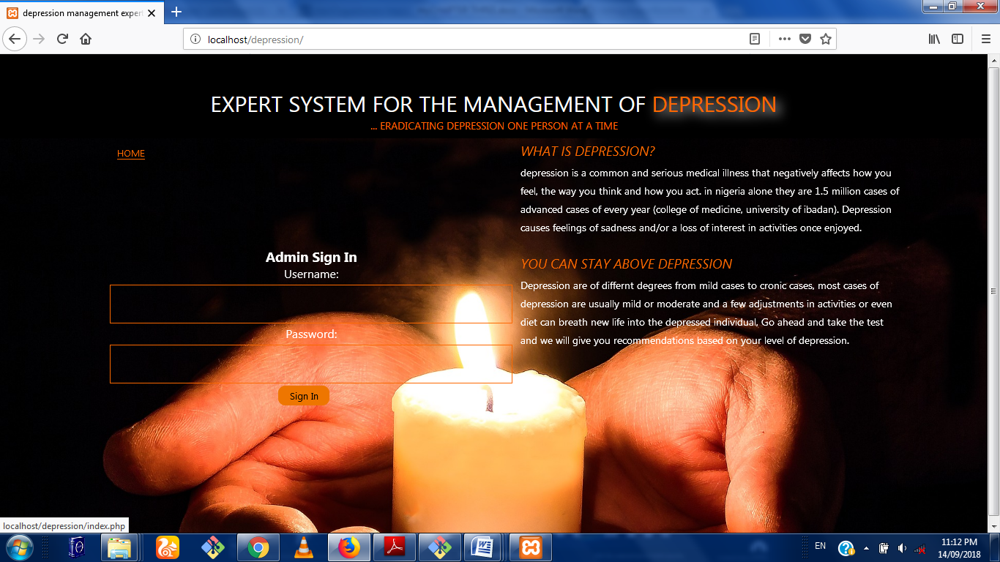 depression management exper
localhost/depression/
EXPERT SYSTEM FOR THE MANAGEMENT OF DEPRESSION
... ERADICATING DEPRESSION ONE PERSON AT A TIME
HOME
Admin Sign In
Username:
Password:
Sign In
WHAT IS DEPRESSION?
depression is a common and serious medical illness that negatively affects how you
feel, the way you think and how you act. in nigeria alone they are 1.5 million cases of
advanced cases of every year (college of medicine, university of ibadan). Depression
causes feelings of sadness and/or a loss of interest in activities once enjoyed.
YOU CAN STAY ABOVE DEPRESSION
Depression are of differnt degrees from mild cases to cronic cases, most cases of
depression are usually mild or moderate and a few adjustments in activities or even
diet can breath new life into the depressed individual, Go ahead and take the test
and we will give you recommendations based on your level of depression.
localhost/depression/index.php
EN
11:12 PM
14/09/2018